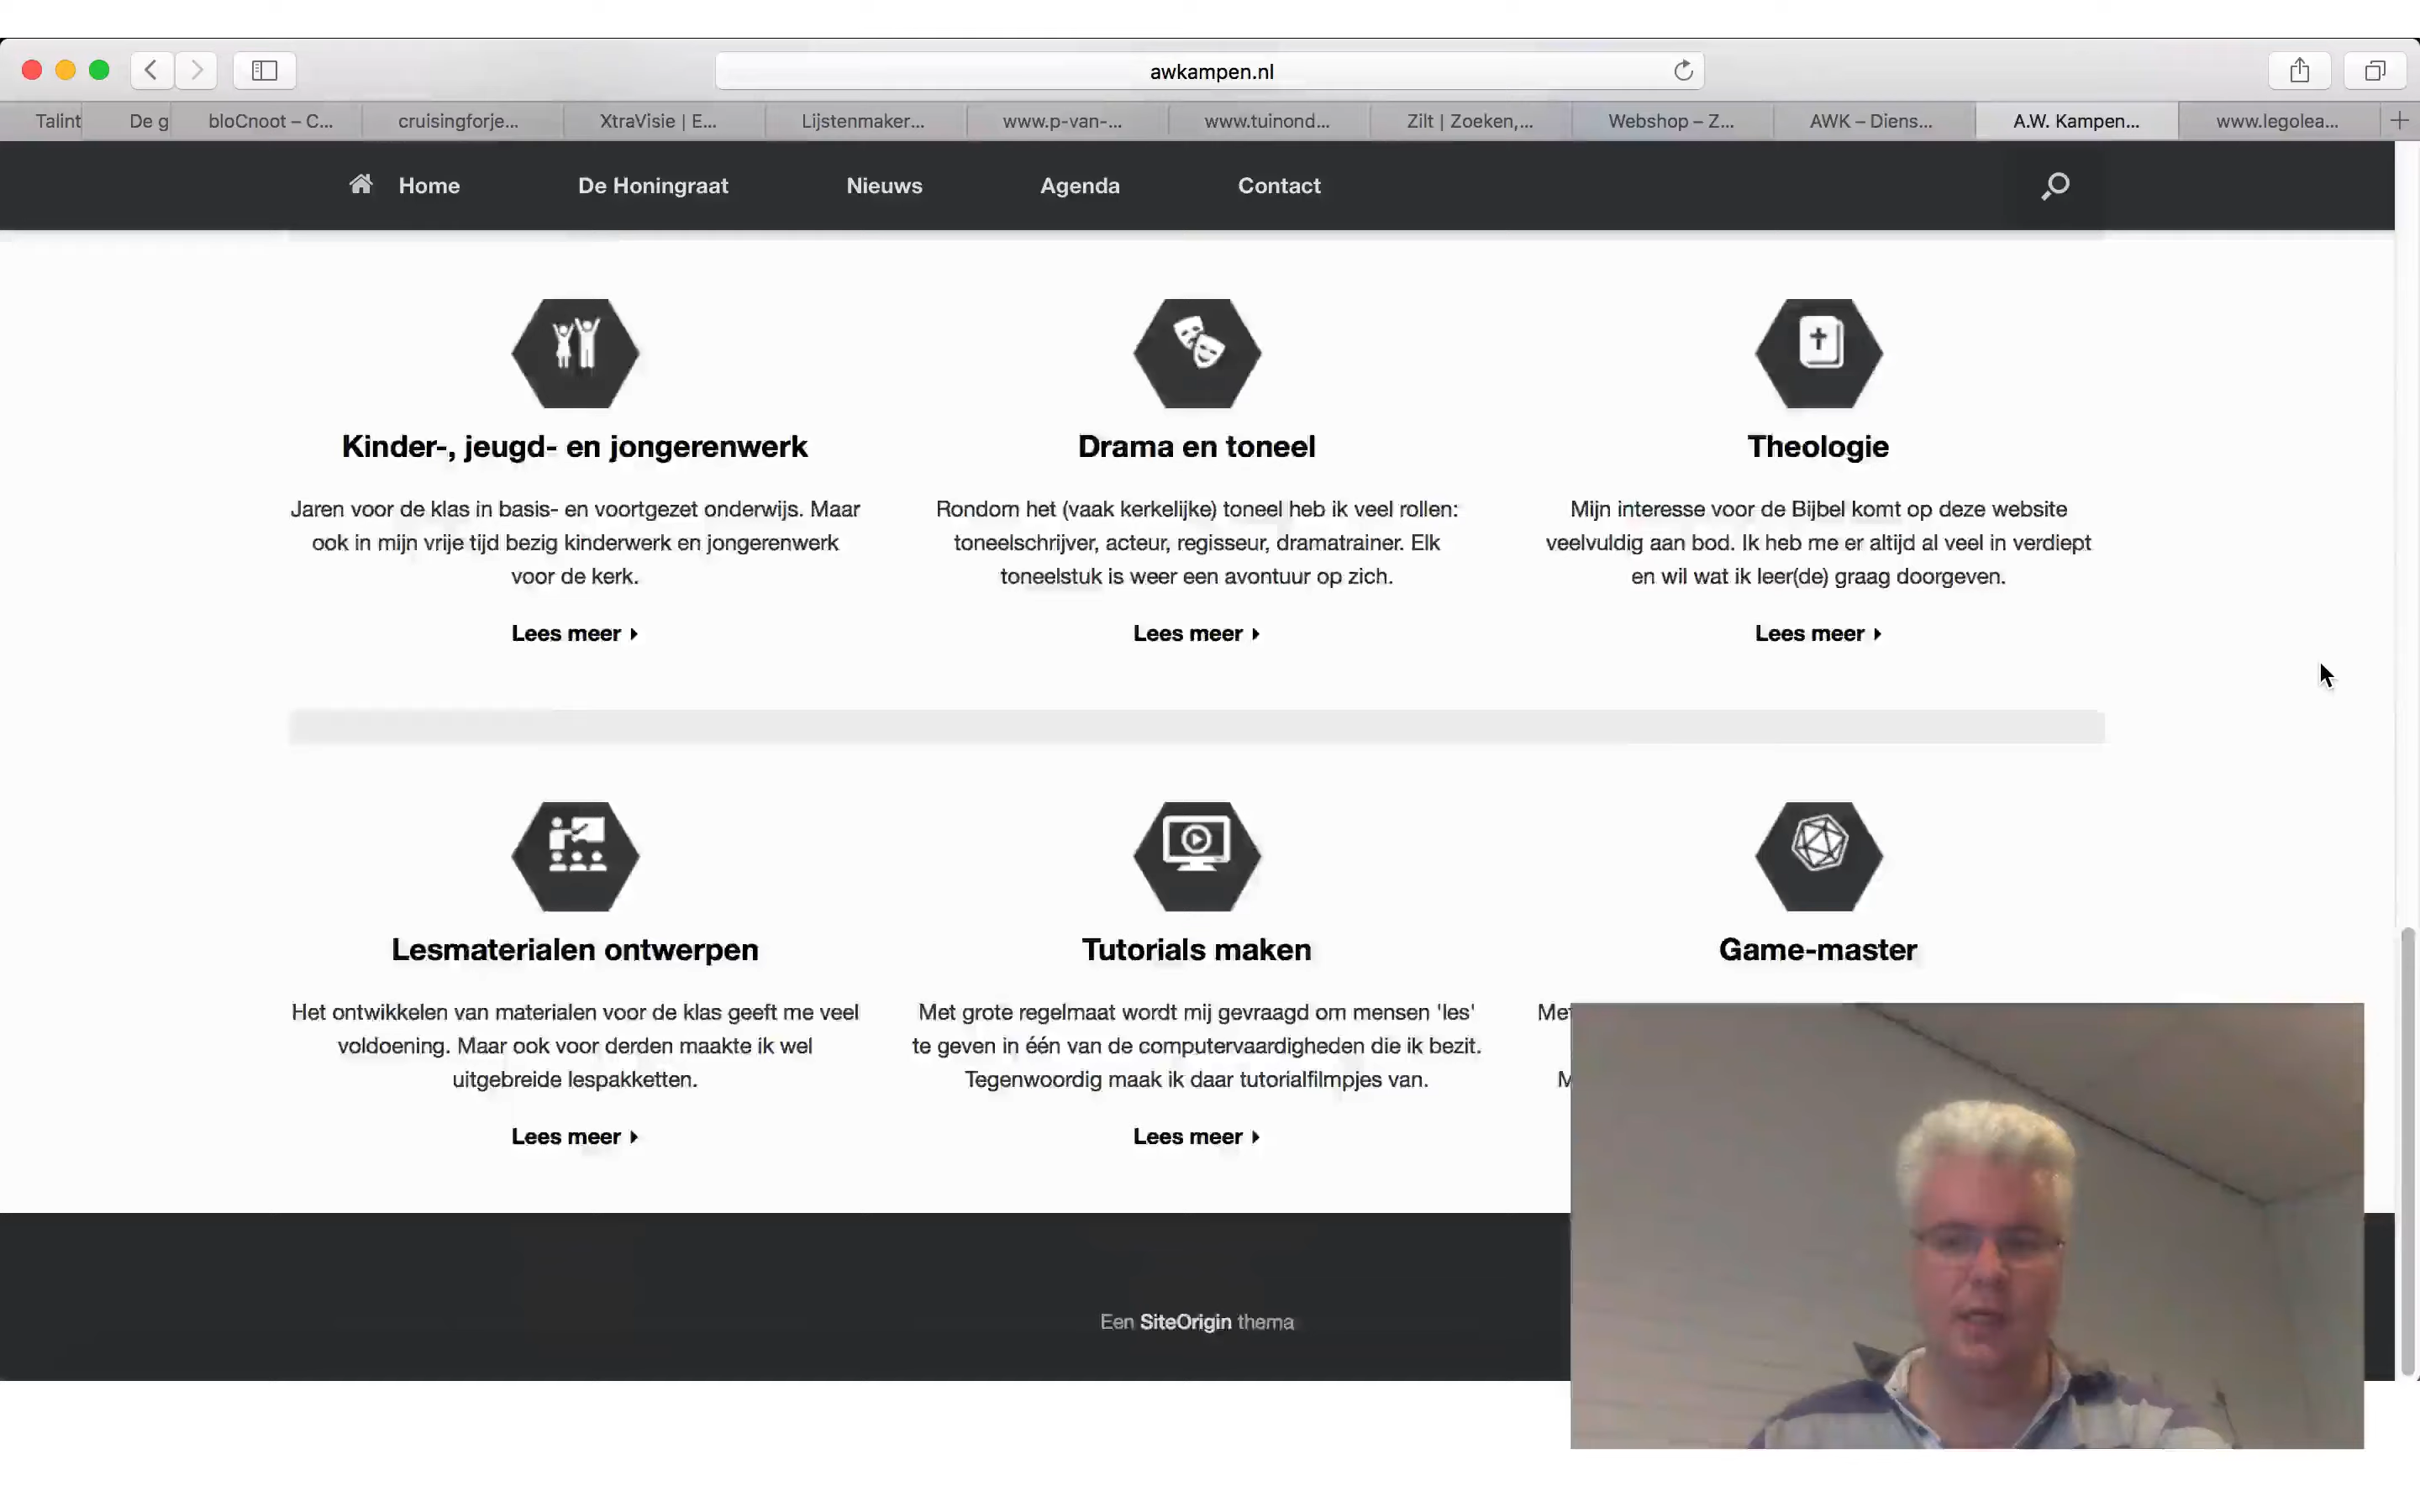 awkampen.nl
Talint
De g
bloCnoot – C...
cruisingforje...
XtraVisie | E...
Lijstenmaker...
www.p-van-...
www.tuinond...
Zilt | Zoeken,...
Webshop – Z...
AWK – Diens...
A.W. Kampen...
www.legolea...
Home
De Honingraat
Nieuws
Agenda
Contact
Kinder-, jeugd- en jongerenwerk
Jaren voor de klas in basis- en voortgezet onderwijs. Maar
ook in mijn vrije tijd bezig kinderwerk en jongerenwerk
voor de kerk.
Lees meer
Drama en toneel
Rondom het (vaak kerkelijke) toneel heb ik veel rollen:
toneelschrijver, acteur, regisseur, dramatrainer. Elk
toneelstuk is weer een avontuur op zich.
Lees meer
Theologie
Mijn interesse voor de Bijbel komt op deze website
veelvuldig aan bod. Ik heb me er altijd al veel in verdiept
en wil wat ik leer(de) graag doorgeven.
Lees meer
Lesmaterialen ontwerpen
Het ontwikkelen van materialen voor de klas geeft me veel
voldoening. Maar ook voor derden maakte ik wel
uitgebreide lespakketten.
Lees meer
Tutorials maken
Met grote regelmaat wordt mij gevraagd om mensen 'les'
te geven in één van de computervaardigheden die ik bezit.
Tegenwoordig maak ik daar tutorialfilmpjes van.
Lees meer
Game-master
Een SiteOrigin thema